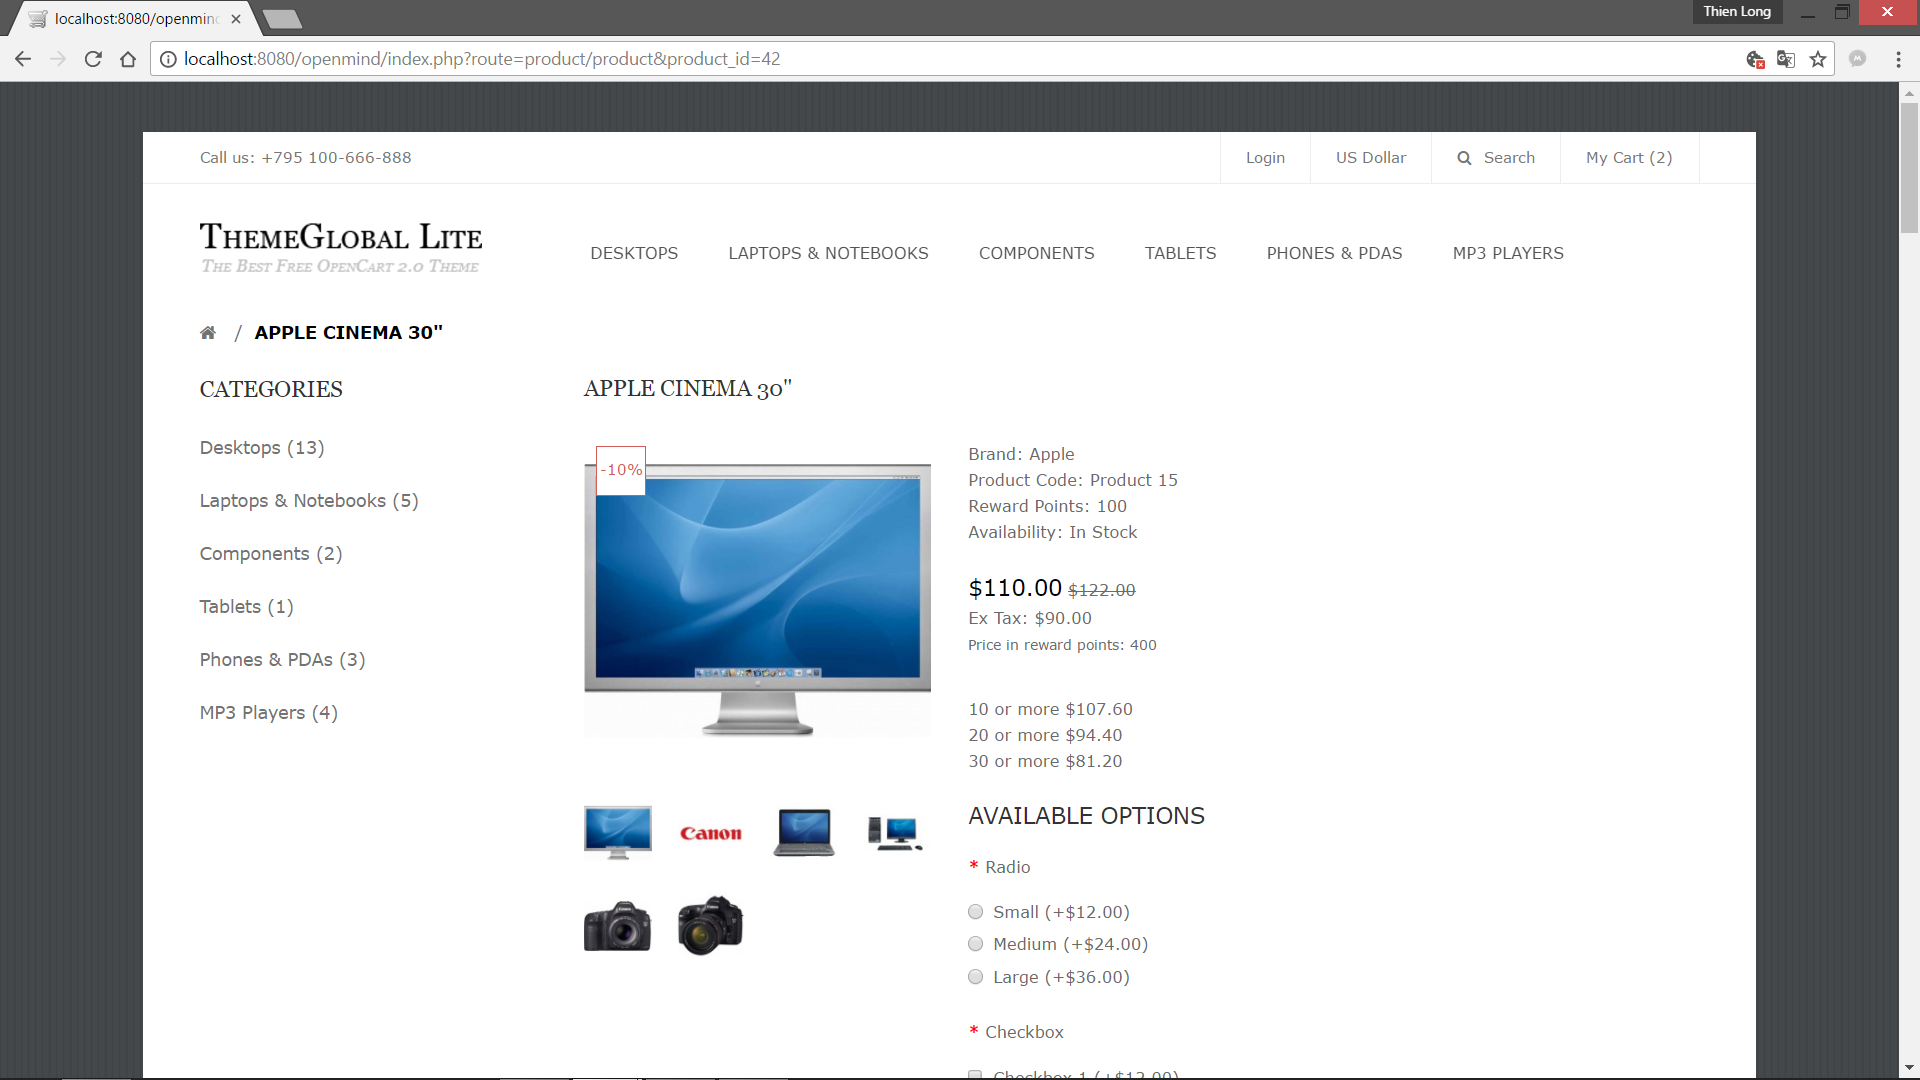 Thien Long
localhost:8080/openmind
localhost:8080/openmind/index.php?route=product/product&product_id=42
Call us: +795 100-666-888
Login
US Dollar
Search
My Cart (2)
THEMEGLOBAL LITE
THE BEST FREE OPENCART 2.0 THEME
DESKTOPS
LAPTOPS & NOTEBOOKS
COMPONENTS
TABLETS
PHONES & PDAS
MP3 PLAYERS
/ APPLE CINEMA 30"
CATEGORIES
Desktops (13)
Laptops & Notebooks (5)
Components (2)
Tablets (1)
Phones & PDAs (3)
MP3 Players (4)
APPLE CINEMA 30"
-10%
Canon
Brand: Apple
Product Code: Product 15
Reward Points: 100
Availability: In Stock
$110.00 $122.00
Ex Tax: $90.00
Price in reward points: 400
10 or more $107.60
20 or more $94.40
30 or more $81.20
AVAILABLE OPTIONS
* Radio
Small (+$12.00)
Medium (+$24.00)
Large (+$36.00)
* Checkbox
Checkbox 1 (+$12.00)